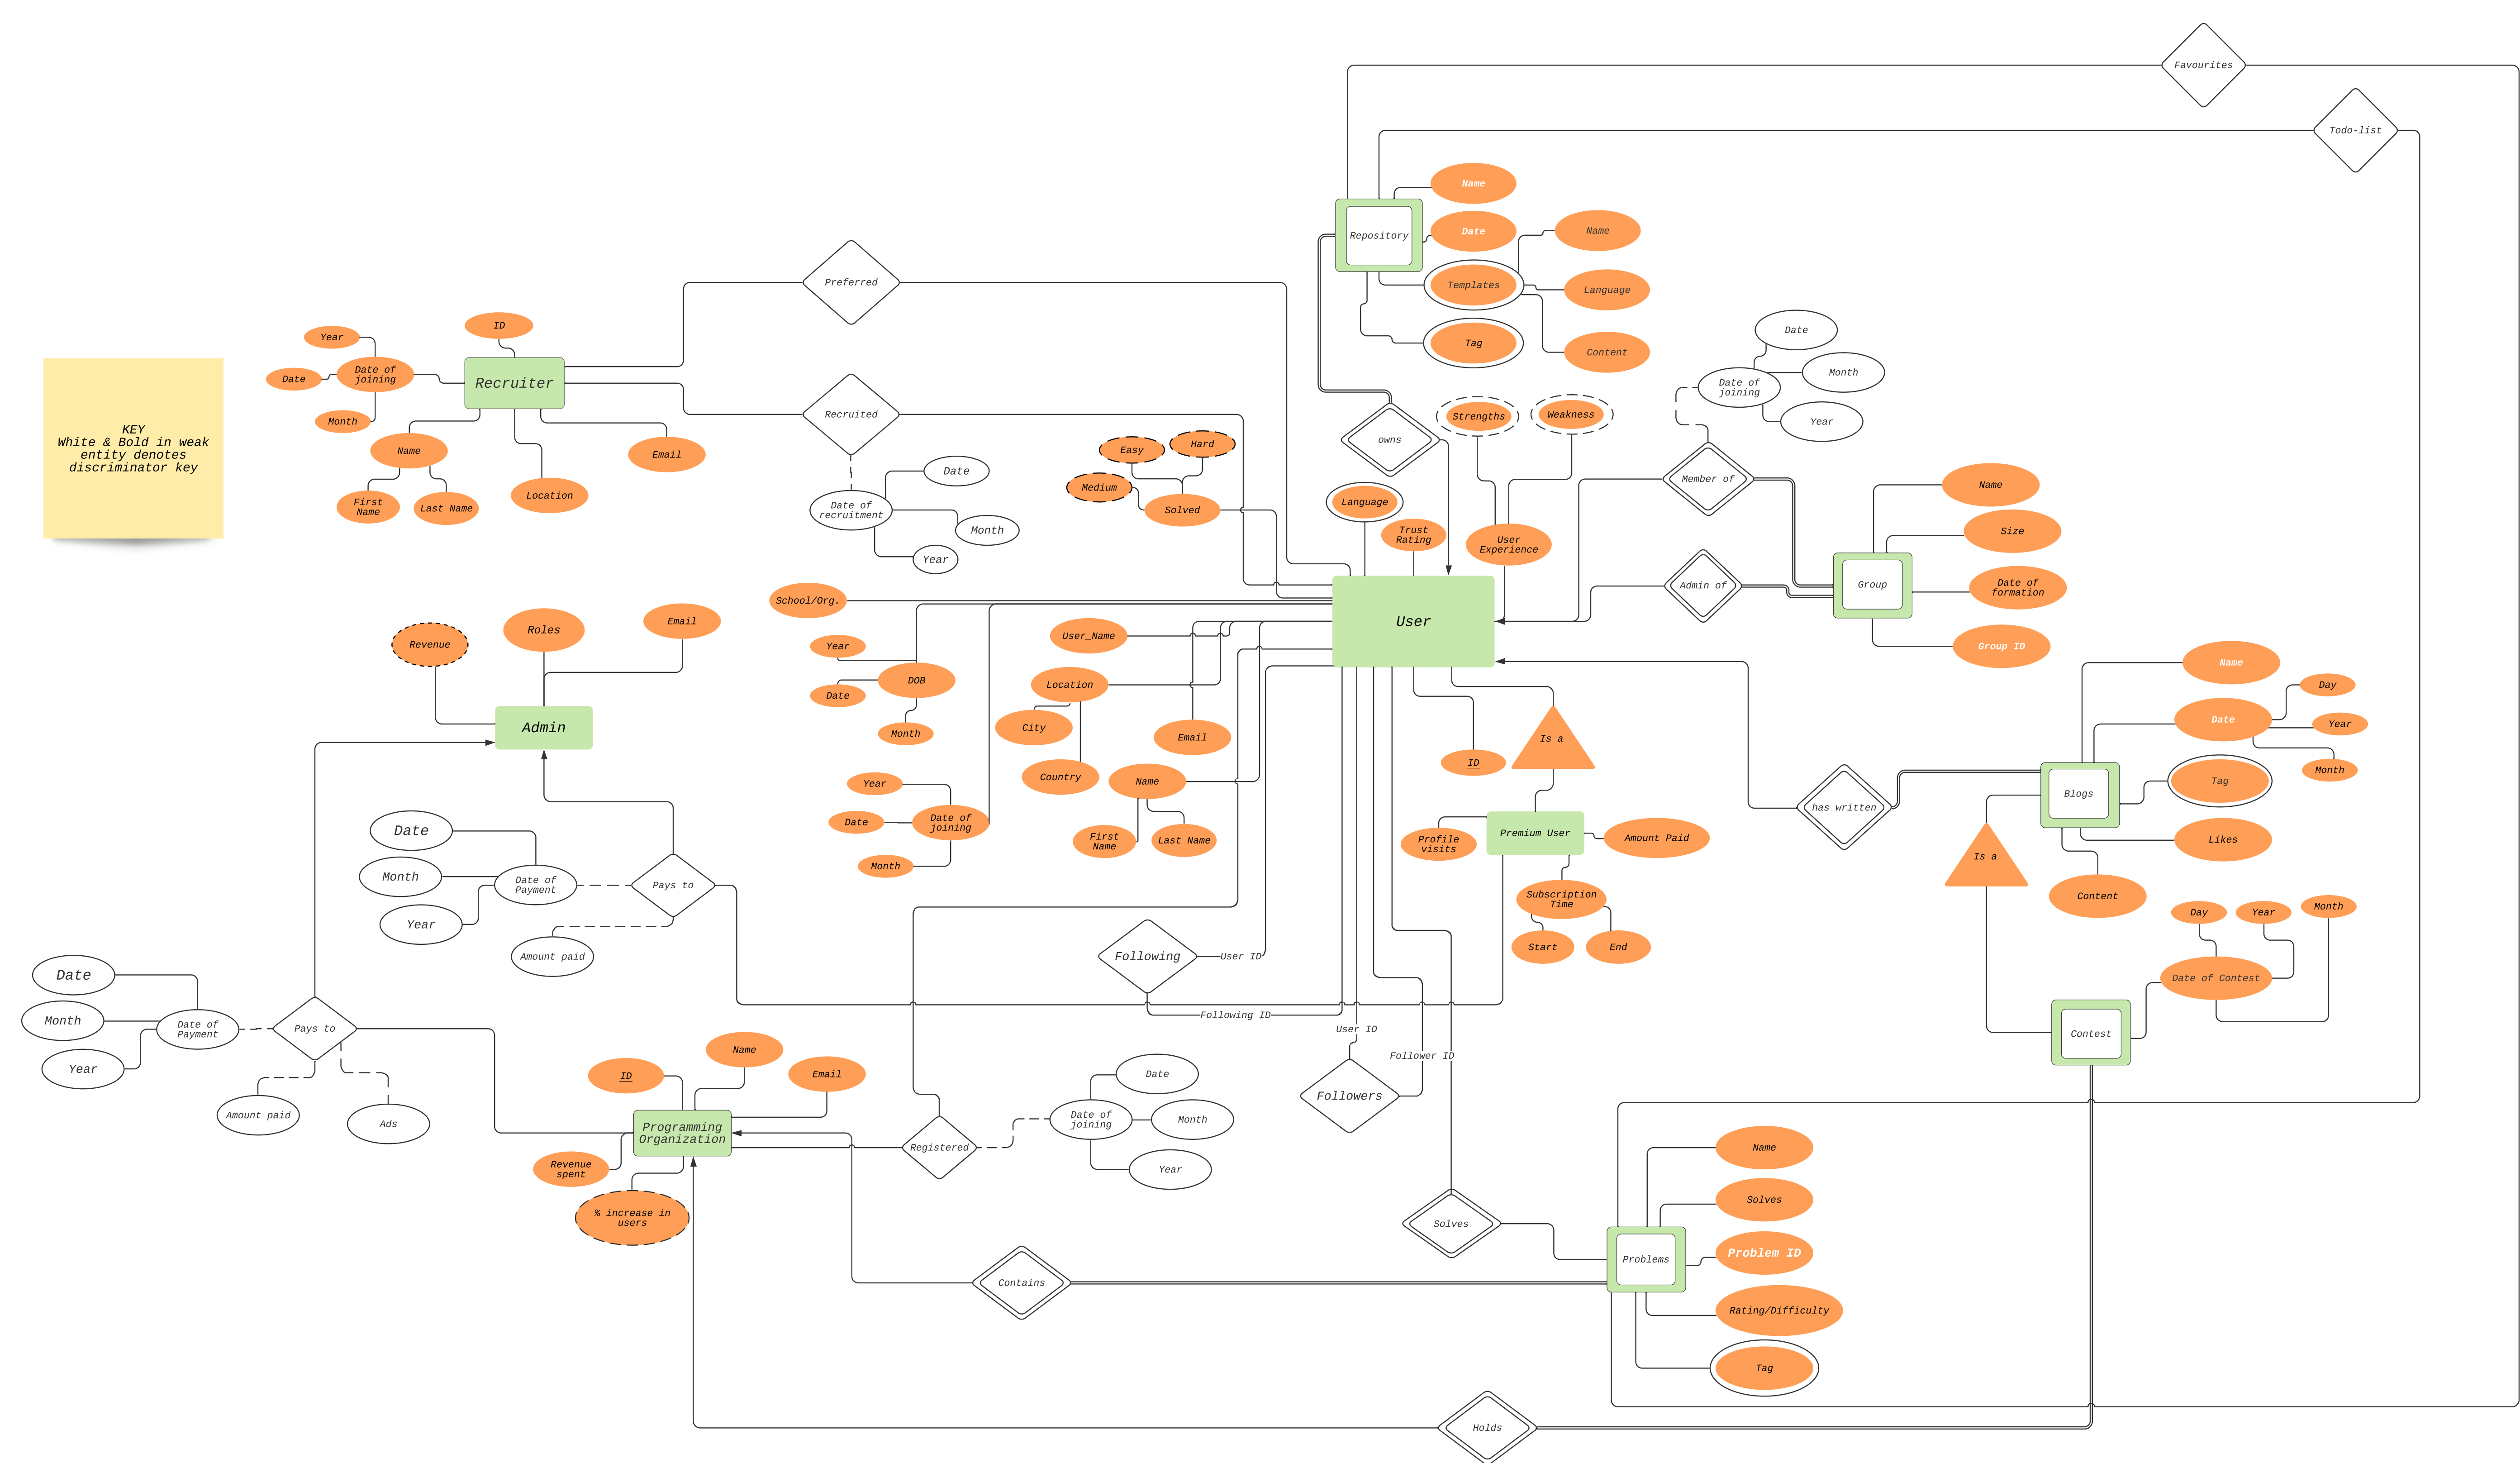 Favourites
Todo-list
Name
Repository
Date
Name
Templates
Language
Tag
Content
Preferred
ID
Year
Date of
joining
Date
Month
Recruiter
Name
Email
First
Name
Last Name
Location
KEY
White & Bold in weak
entity denotes
discriminator key
Recruited
Date
Date of
recruitment
Month
Year
Easy
Hard
Medium
Solved
owns
Strengths
Weakness
Language
Trust
Rating
User
Experience
Date
Date of
joining
Month
Year
Member of
Admin of
Name
Size
Group
Date of
formation
Group_ID
User
School/Org.
Year
DOB
Date
Month
User_Name
Location
City
Country
Email
Name
First
Name
Last Name
Year
Date
Date of
joining
Month
Revenue
Roles
Email
Admin
ID
Is a
Premium User
Profile
visits
Amount Paid
Subscription
Time
Start
End
has written
Name
Date
Day
Year
Month
Blogs
Tag
Likes
Content
Is a
Day
Year
Month
Date of Contest
Contest
Date
Month
Year
Date of
Payment
Pays to
Amount paid
Date
Month
Year
Date of
Payment
Pays to
Amount paid
Ads
Following
User ID
Following ID
User ID
Follower ID
Followers
ID
Name
Email
Programming
Organization
Revenue
spent
% increase in
users
Registered
Date of
joining
Date
Month
Year
Solves
Contains
Name
Solves
Problems
Problem ID
Rating/Difficulty
Tag
Holds